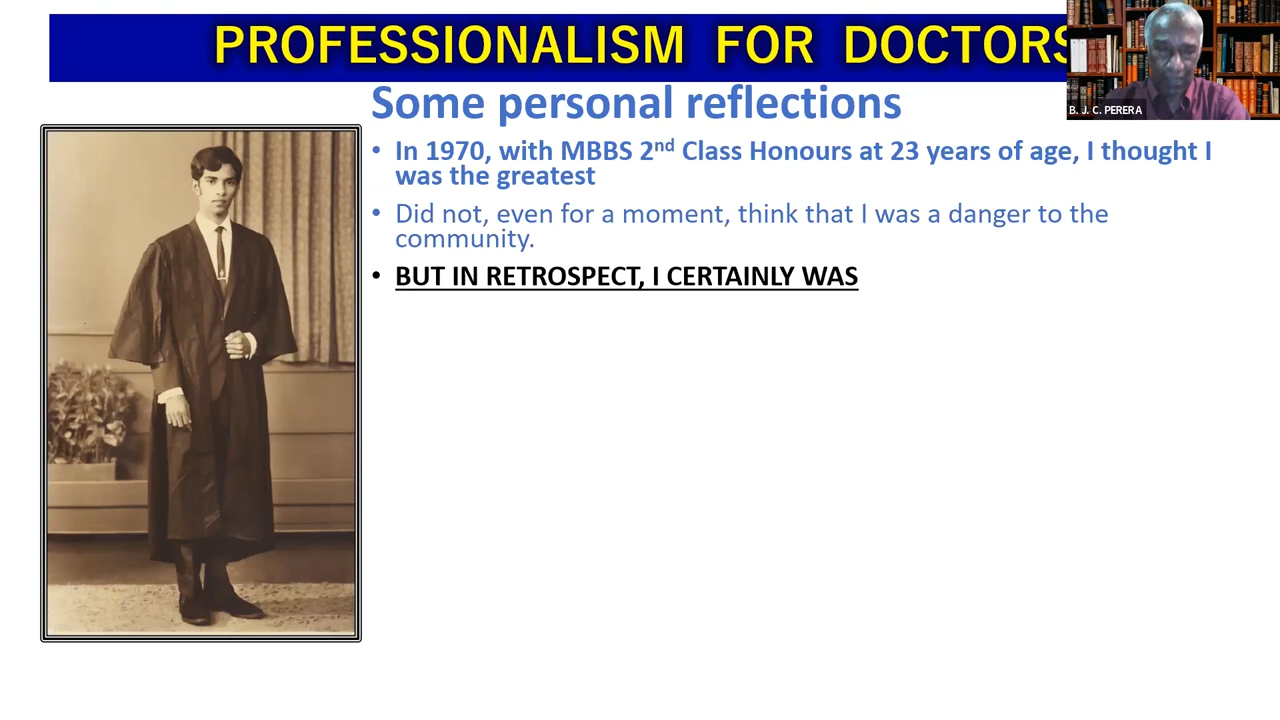 PROFESSIONALISM FOR DOCTORS
B. J. C. PERERA
Some personal reflections
• In 1970, with MBBS 2nd Class Honours at 23 years of age, I thought I
was the greatest
• Did not, even for a moment, think that I was a danger to the
community.
• BUT IN RETROSPECT, I CERTAINLY WAS